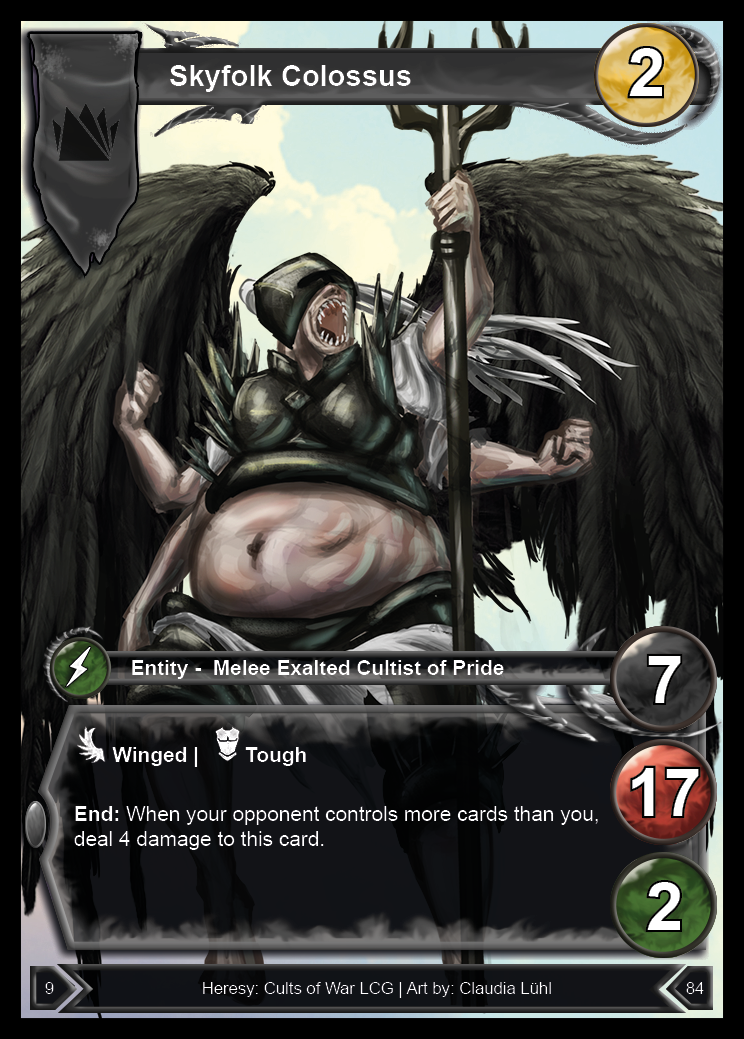 Skyfolk Colossus
2
Entity - Melee Exalted Cultist of Pride
7
Winged | Tough
17
End: When your opponent controls more cards than you,
deal 4 damage to this card.
2
9
Heresy: Cults of War LCG | Art by: Claudia Lühl
84